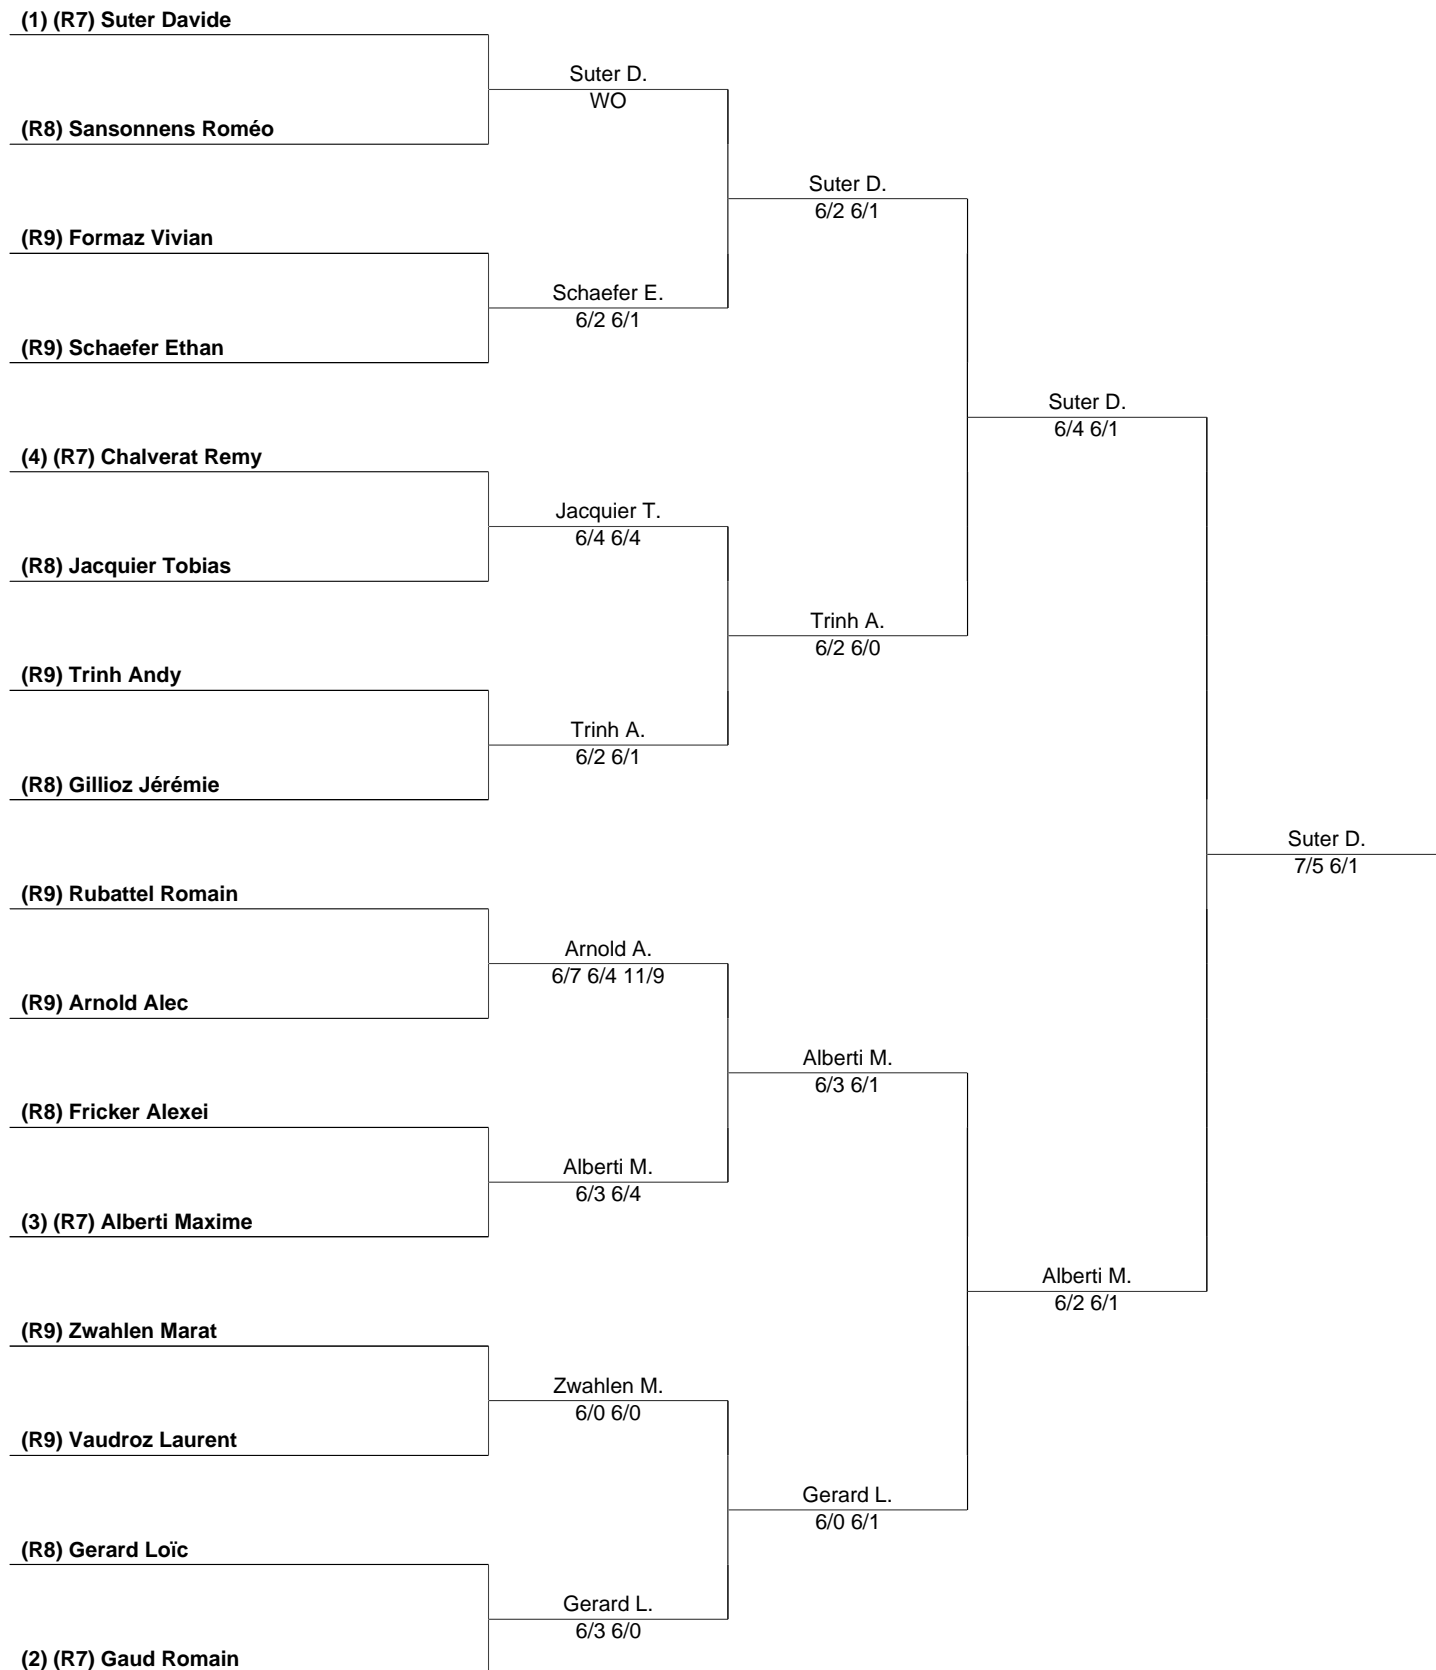 (1) (R7) Suter Davide
Suter D.
WO
(R8) Sansonnens Roméo
Suter D.
6/2 6/1
(R9) Formaz Vivian
Schaefer E.
6/2 6/1
(R9) Schaefer Ethan
Suter D.
6/4 6/1
(4) (R7) Chalverat Remy
Jacquier T.
6/4 6/4
(R8) Jacquier Tobias
Trinh A.
6/2 6/0
(R9) Trinh Andy
Trinh A.
6/2 6/1
(R8) Gillioz Jérémie
Suter D.
7/5 6/1
(R9) Rubattel Romain
Arnold A.
6/7 6/4 11/9
(R9) Arnold Alec
Alberti M.
6/3 6/1
(R8) Fricker Alexei
Alberti M.
6/3 6/4
(3) (R7) Alberti Maxime
Alberti M.
6/2 6/1
(R9) Zwahlen Marat
Zwahlen M.
6/0 6/0
(R9) Vaudroz Laurent
Gerard L.
6/0 6/1
(R8) Gerard Loïc
Gerard L.
6/3 6/0
(2) (R7) Gaud Romain